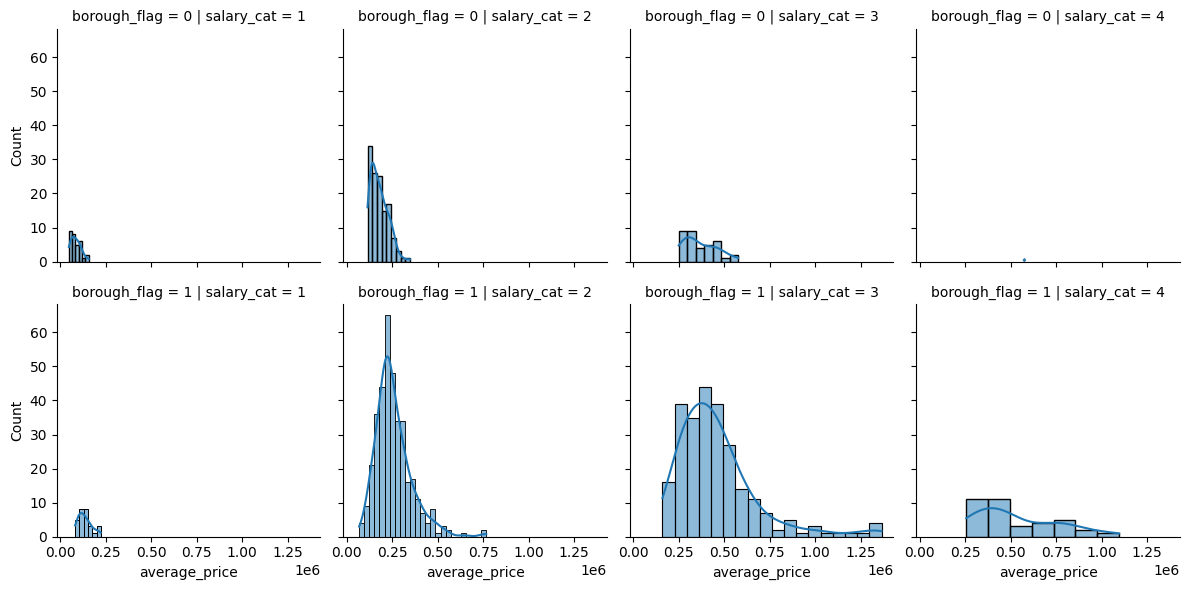 borough_flag = 0 | salary_cat = 1
borough_flag = 0 | salary_cat = 2
borough_flag = 0 | salary_cat = 3
borough_flag = 0 | salary_cat = 4
60
50
40
30
20
10
0
Count
borough_flag = 1 | salary_cat = 1
borough_flag = 1 | salary_cat = 2
borough_flag = 1 | salary_cat = 3
borough_flag = 1 | salary_cat = 4
60
50
40
30
20
10
0
Count
0.00 0.25 0.50 0.75 1.00 1.25
1e6
average_price
0.00 0.25 0.50 0.75 1.00 1.25
1e6
average_price
0.00 0.25 0.50 0.75 1.00 1.25
1e6
average_price
0.00 0.25 0.50 0.75 1.00 1.25
1e6
average_price